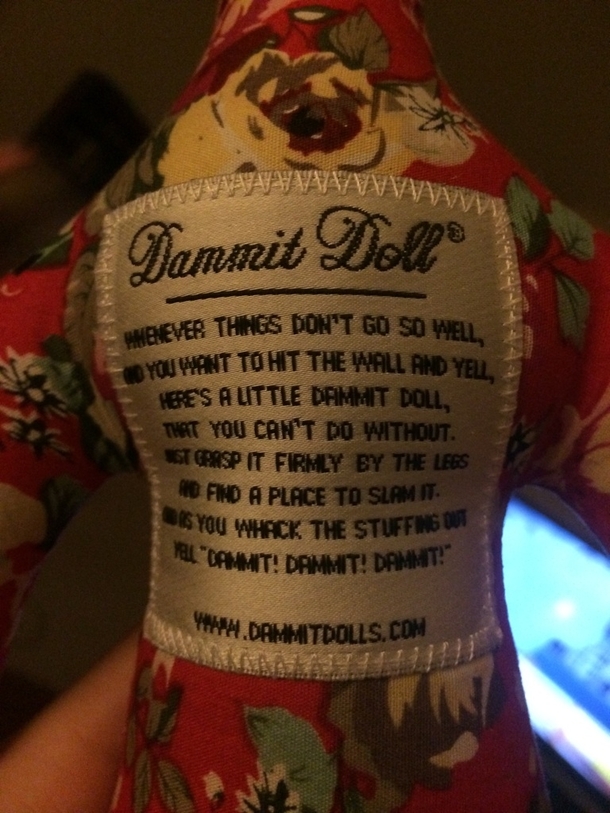 Dammit Doll®
WHENEVER THINGS DON'T GO SO WELL,
AND YOU WANT TO HIT THE WALL AND YELL,
HERE'S A LITTLE DAMMIT DOLL,
THAT YOU CAN'T DO WITHOUT.
JUST GRASP IT FIRMLY BY THE LEGS
AND FIND A PLACE TO SLAM IT.
AND AS YOU WHACK THE STUFFING OUT
YELL "DAMMIT! DAMMIT! DAMMIT!"
WWW.DAMMITDOLLS.COM